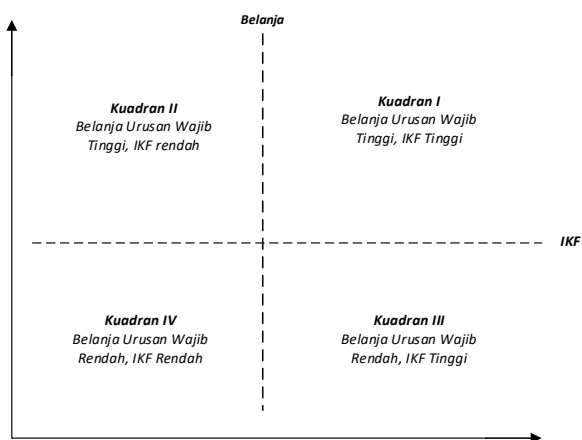 Belanja
Kuadran II
Belanja Urusan Wajib
Tinggi, IKF rendah
Kuadran I
Belanja Urusan Wajib
Tinggi, IKF Tinggi
IKF
Kuadran IV
Belanja Urusan Wajib
Rendah, IKF Rendah
Kuadran III
Belanja Urusan Wajib
Rendah, IKF Tinggi